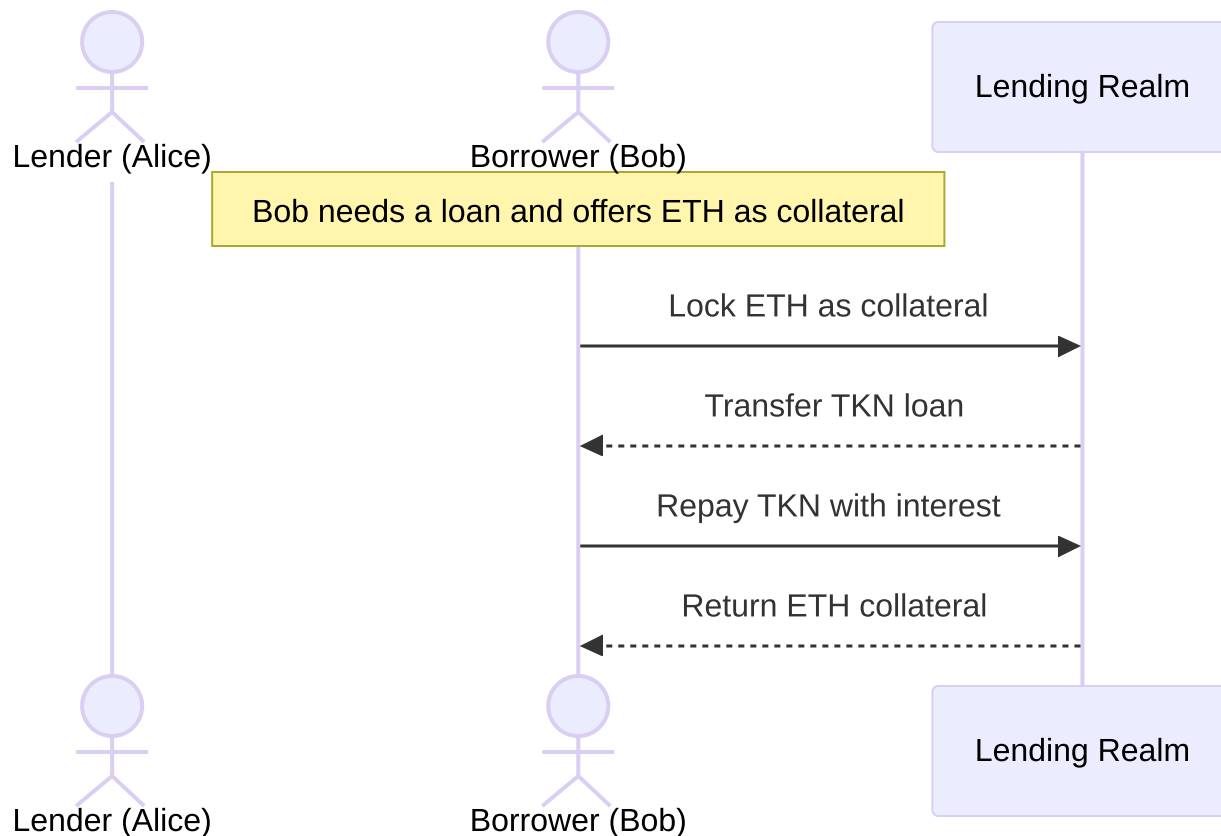 Lender (Alice)
Borrower (Bob)
Lending Realm
Bob needs a loan and offers ETH as collateral
Lock ETH as collateral
Transfer TKN loan
Repay TKN with interest
Return ETH collateral
Lender (Alice)
Borrower (Bob)
Lending Realm